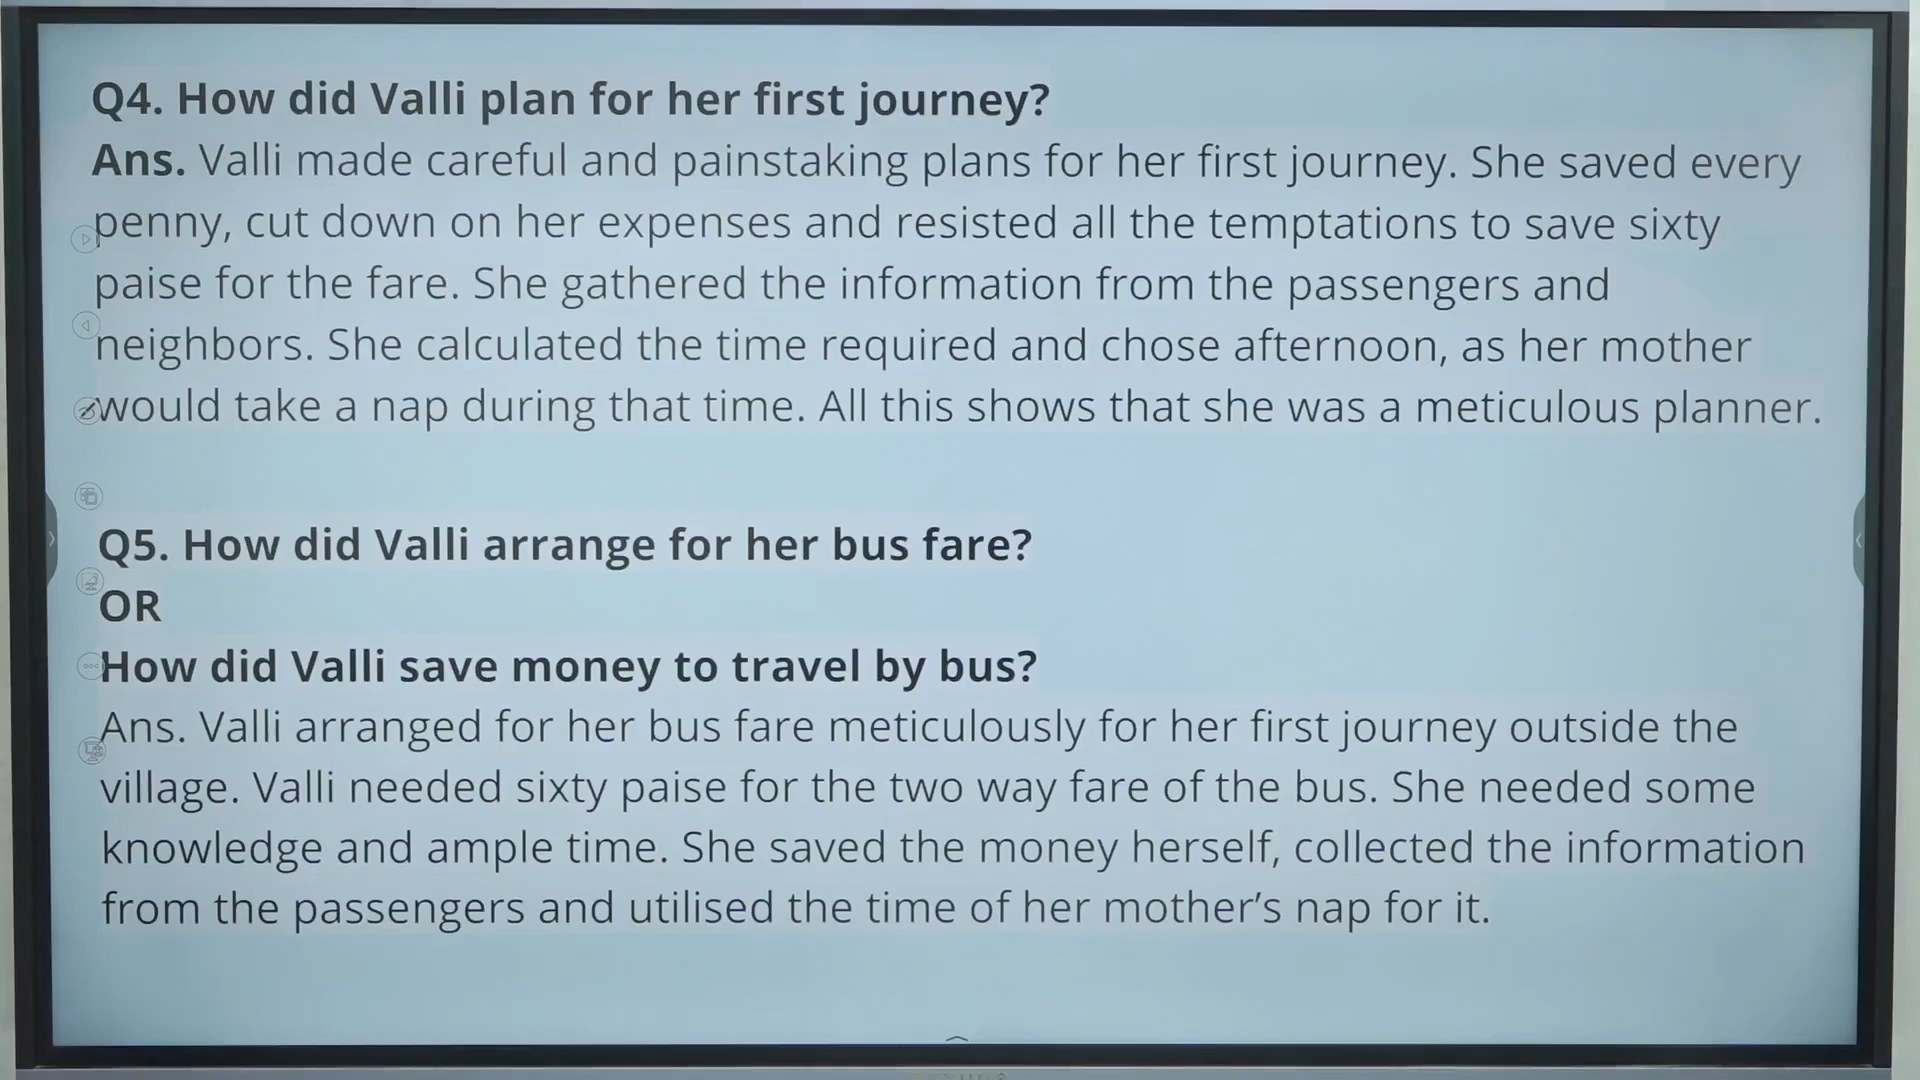 Q4. How did Valli plan for her first journey?
Ans. Valli made careful and painstaking plans for her first journey. She saved every
penny, cut down on her expenses and resisted all the temptations to save sixty
paise for the fare. She gathered the information from the passengers and
neighbors. She calculated the time required and chose afternoon, as her mother
would take a nap during that time. All this shows that she was a meticulous planner.
Q5. How did Valli arrange for her bus fare?
OR
How did Valli save money to travel by bus?
Ans. Valli arranged for her bus fare meticulously for her first journey outside the
village. Valli needed sixty paise for the two way fare of the bus. She needed some
knowledge and ample time. She saved the money herself, collected the information
from the passengers and utilised the time of her mother’s nap for it.